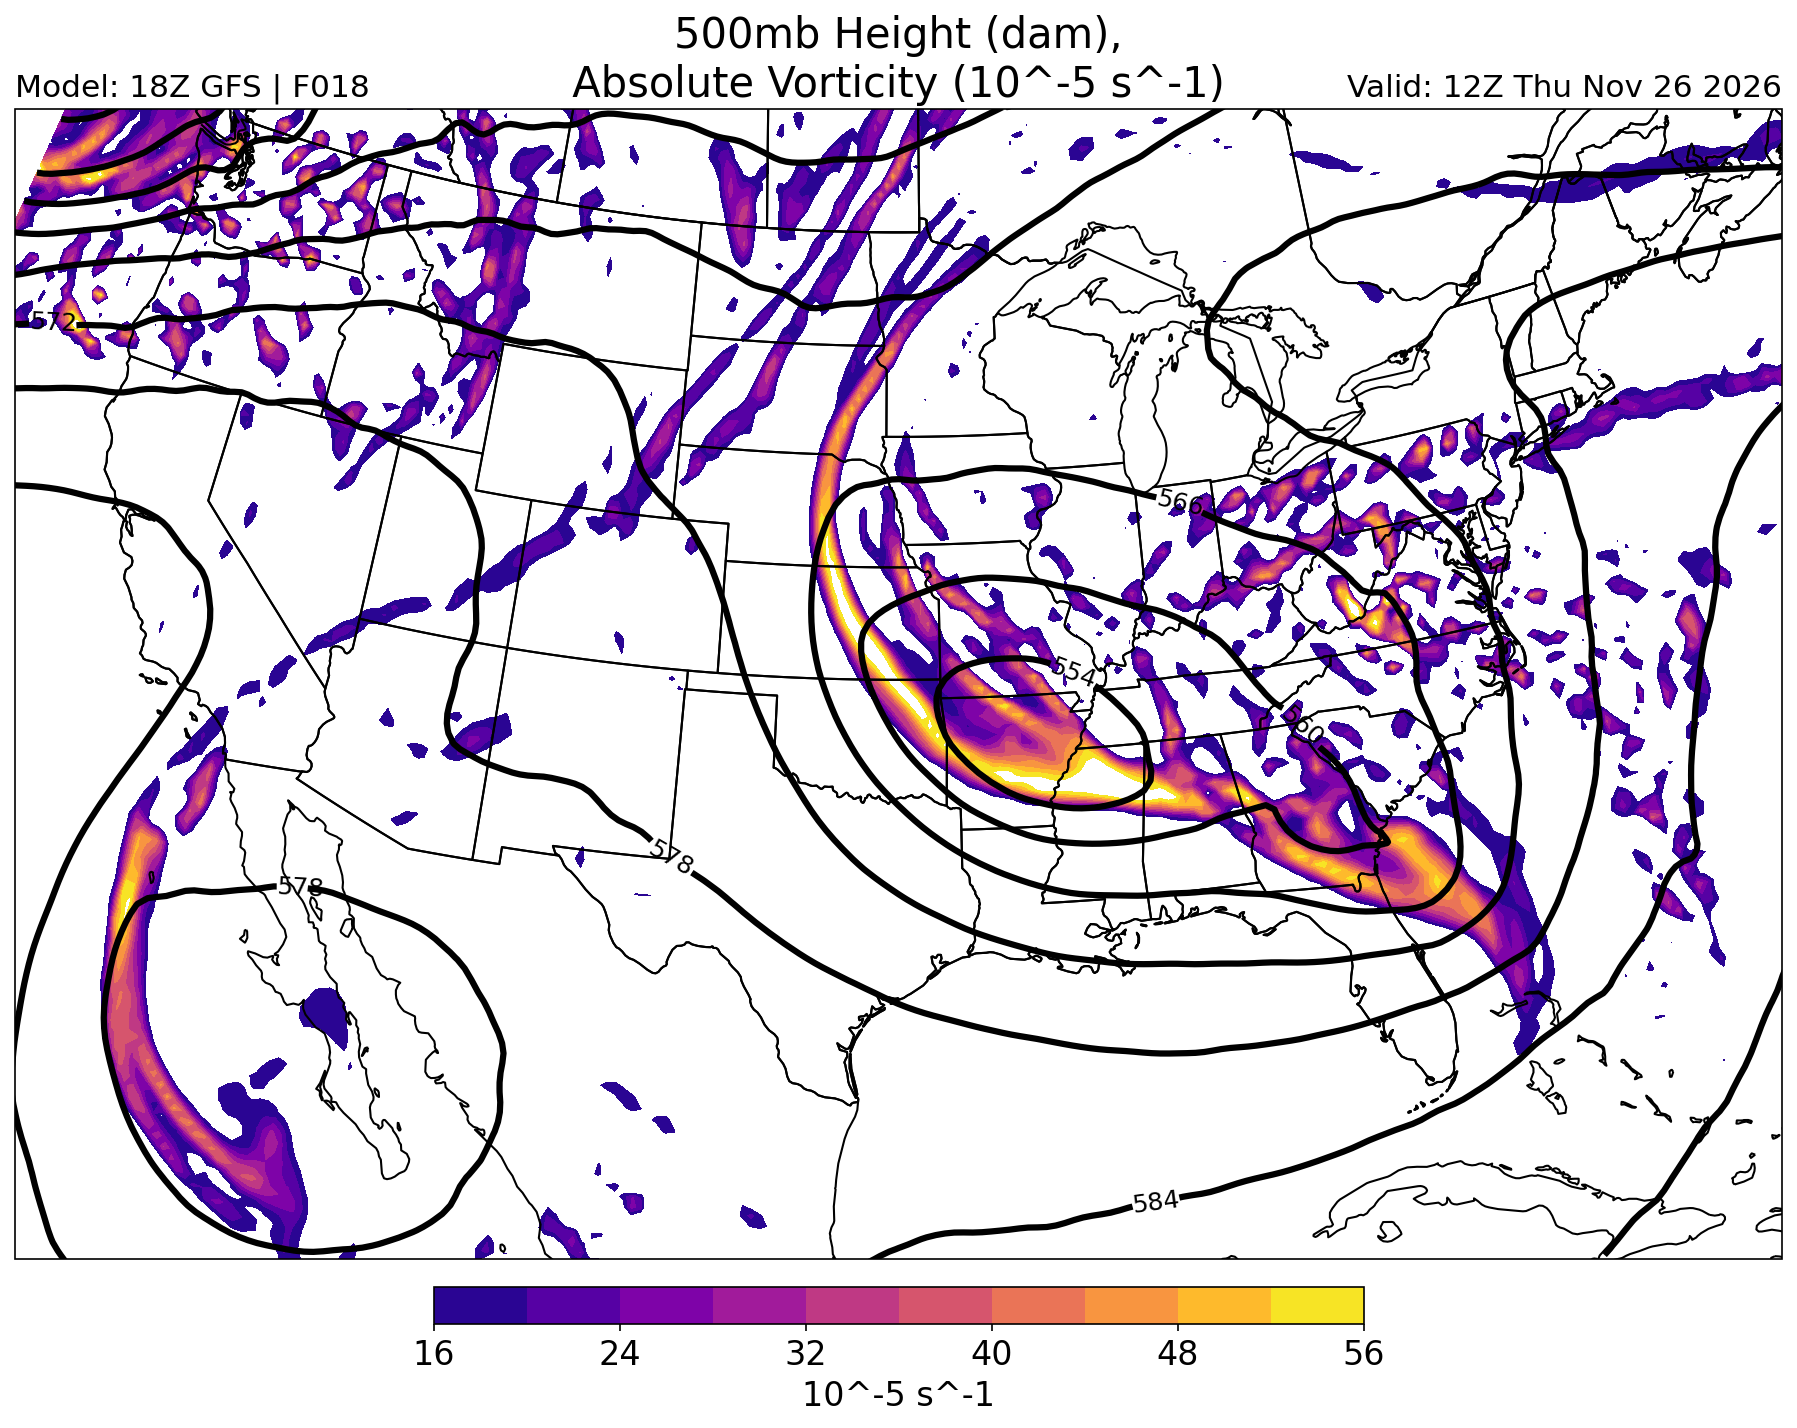 500mb Height (dam),
Absolute Vorticity (10^-5 s^-1)
Model: 18Z GFS | F018
Valid: 12Z Thu Nov 26 2026
572
566
554
560
578
578
584
16 24 32 40 48 56
10^-5 s^-1